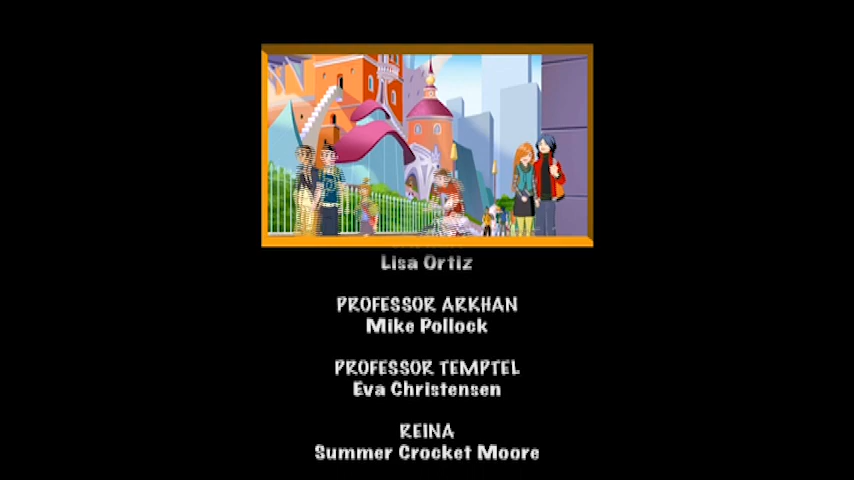 Lisa Ortiz
PROFESSOR ARKHAN
Mike Pollock
PROFESSOR TEMPTEL
Eva Christensen
REINA
Summer Crocket Moore